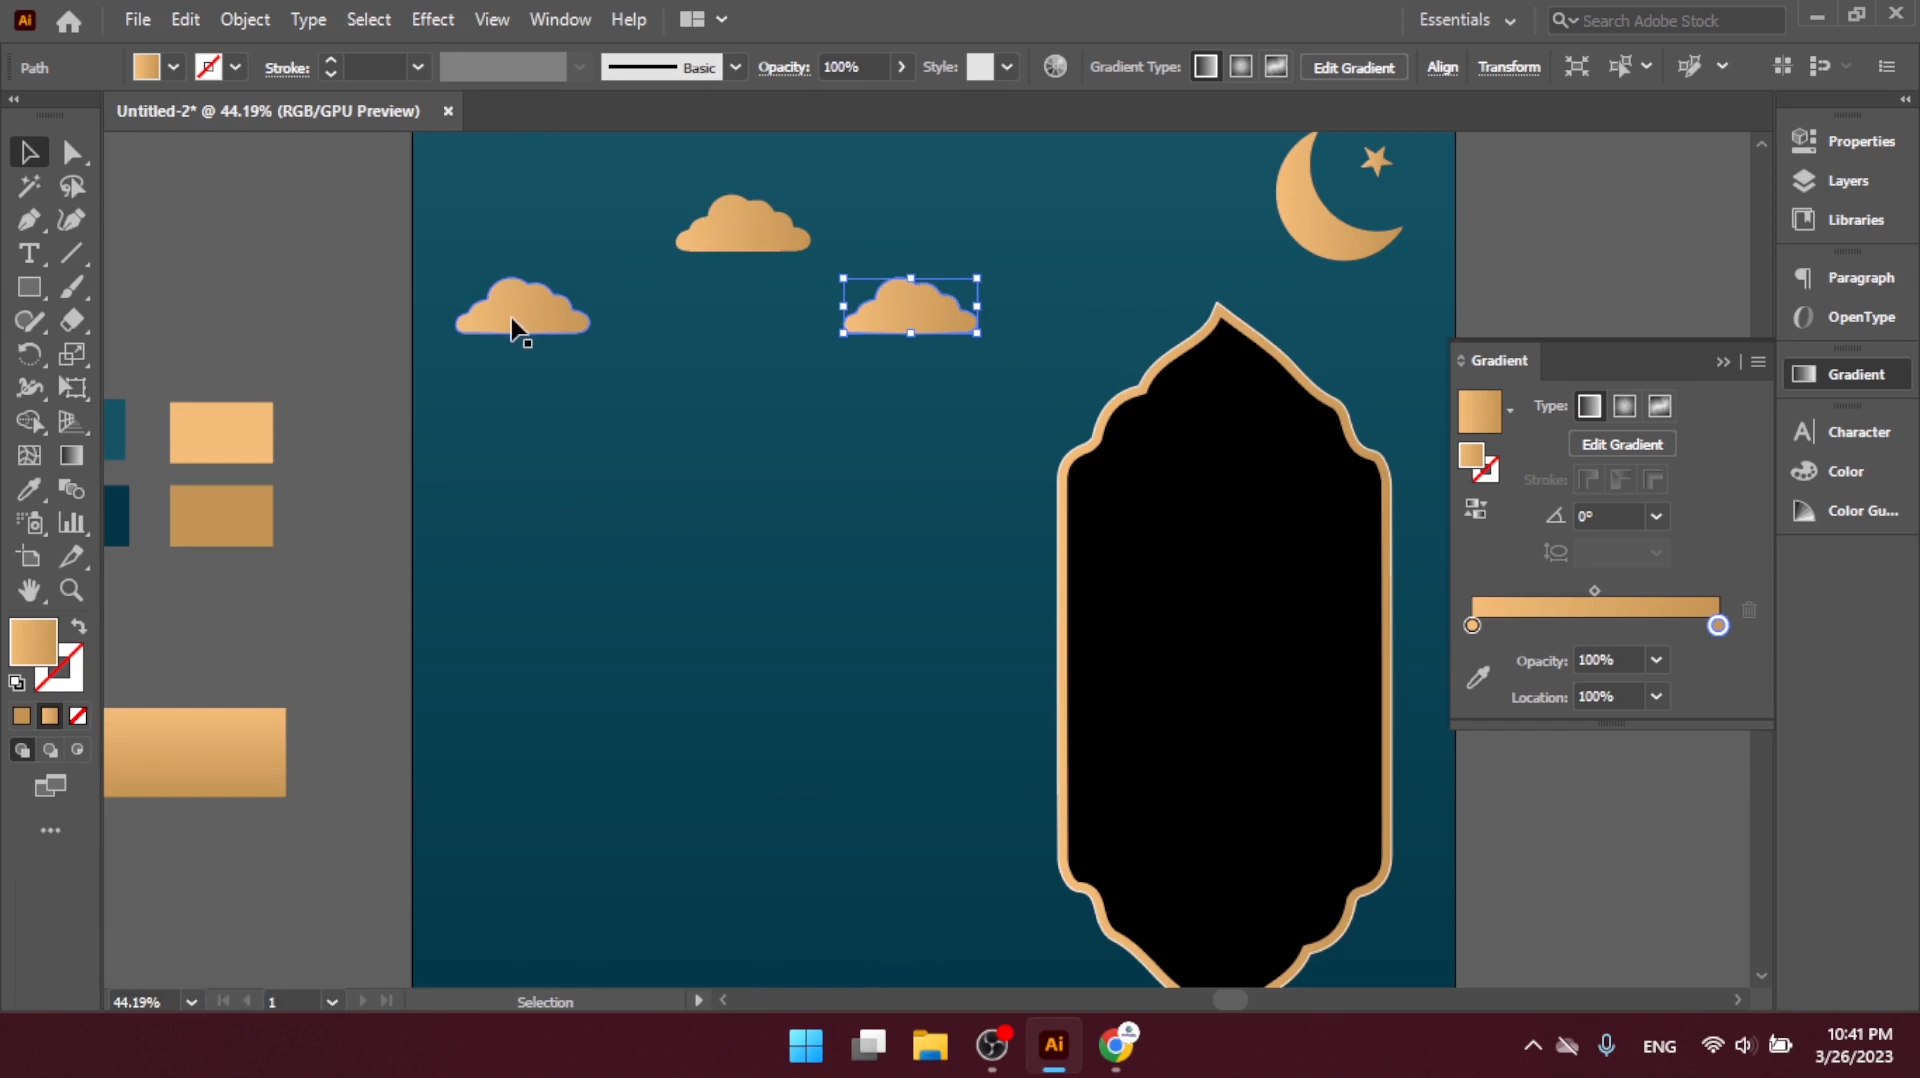 Ai File Edit Object Type Select Effect View Window Help Essentials Search Adobe Stock
Path Stroke: Basic Opacity: 100% Style: Gradient Type: Edit Gradient Align Transform
Untitled-2* @ 44.19% (RGB/GPU Preview)
Properties
Layers
Libraries
Paragraph
OpenType
Gradient
Character
Color
Color Gu...
Gradient
Type:
Edit Gradient
Stroke:
0°
Opacity: 100%
Location: 100%
44.19% 1 Selection
Ai ENG 10:41 PM
3/26/2023